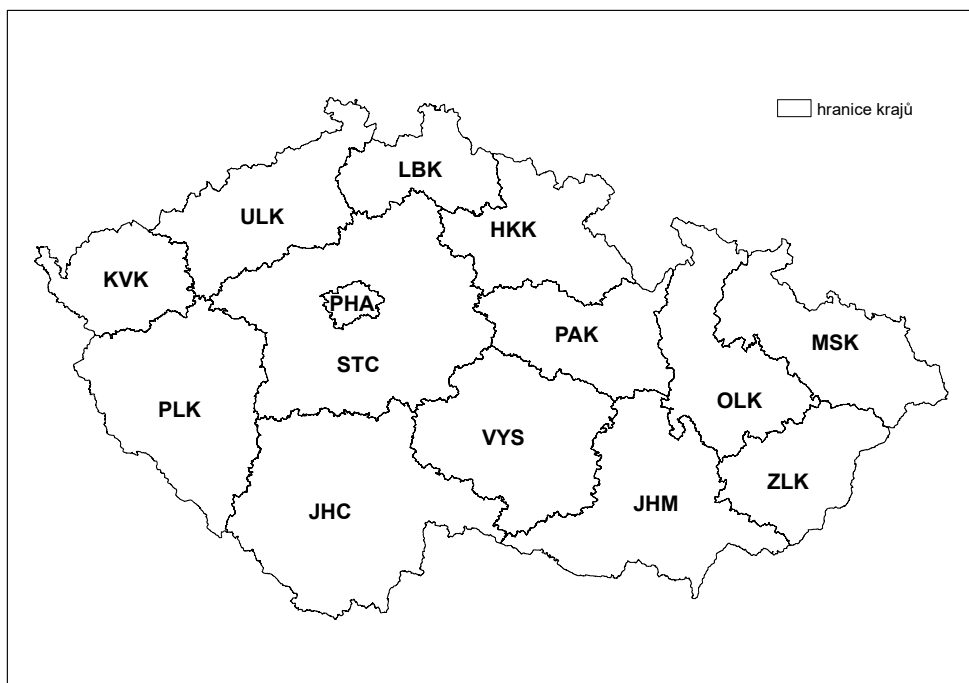 hranice krajů
LBK
ULK
HKK
KVK
PHA
PAK
MSK
STC
OLK
PLK
VYS
ZLK
JHM
JHC